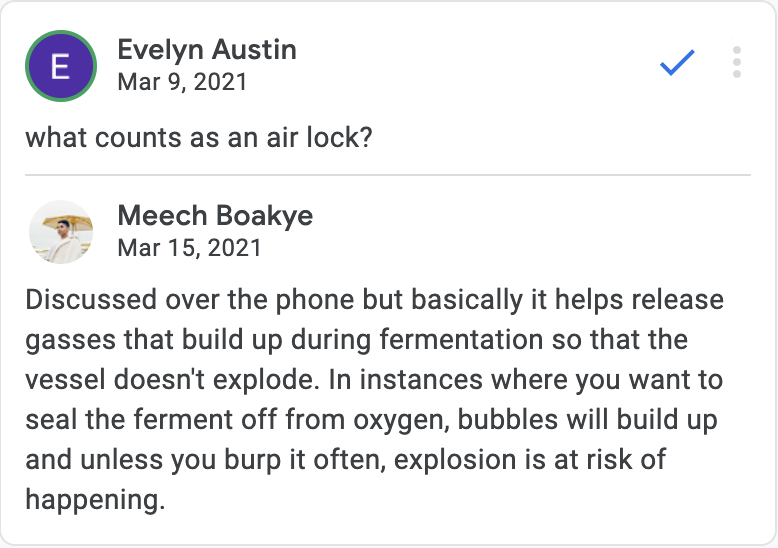 E
Evelyn Austin
Mar 9, 2021
what counts as an air lock?
Meech Boakye
Mar 15, 2021
Discussed over the phone but basically it helps release
gasses that build up during fermentation so that the
vessel doesn't explode. In instances where you want to
seal the ferment off from oxygen, bubbles will build up
and unless you burp it often, explosion is at risk of
happening.